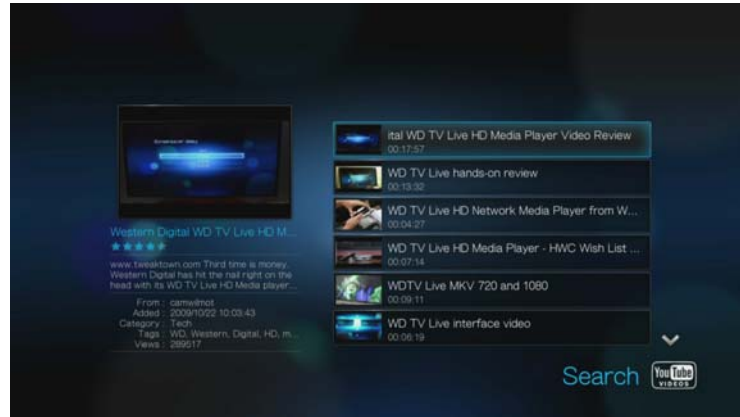 Western Digital WD TV Live HD M...
www.tweaktown.com Third time is money.
Western Digital has hit the nail right on the
head with its WD TV Live HD Media player...
From : camwilmot
Added : 2009/10/22 10:03:43
Category : Tech
Tags : WD, Western, Digital, HD, m...
Views : 289517
ital WD TV Live HD Media Player Video Review
00:17:57
WD TV Live hands-on review
00:13:32
WD TV Live HD Network Media Player from W...
00:04:27
WD TV Live HD Media Player - HWC Wish List ...
00:07:14
WDTV Live MKV 720 and 1080
00:09:11
WD TV Live interface video
00:06:19
Search
You Tube
VIDEOS